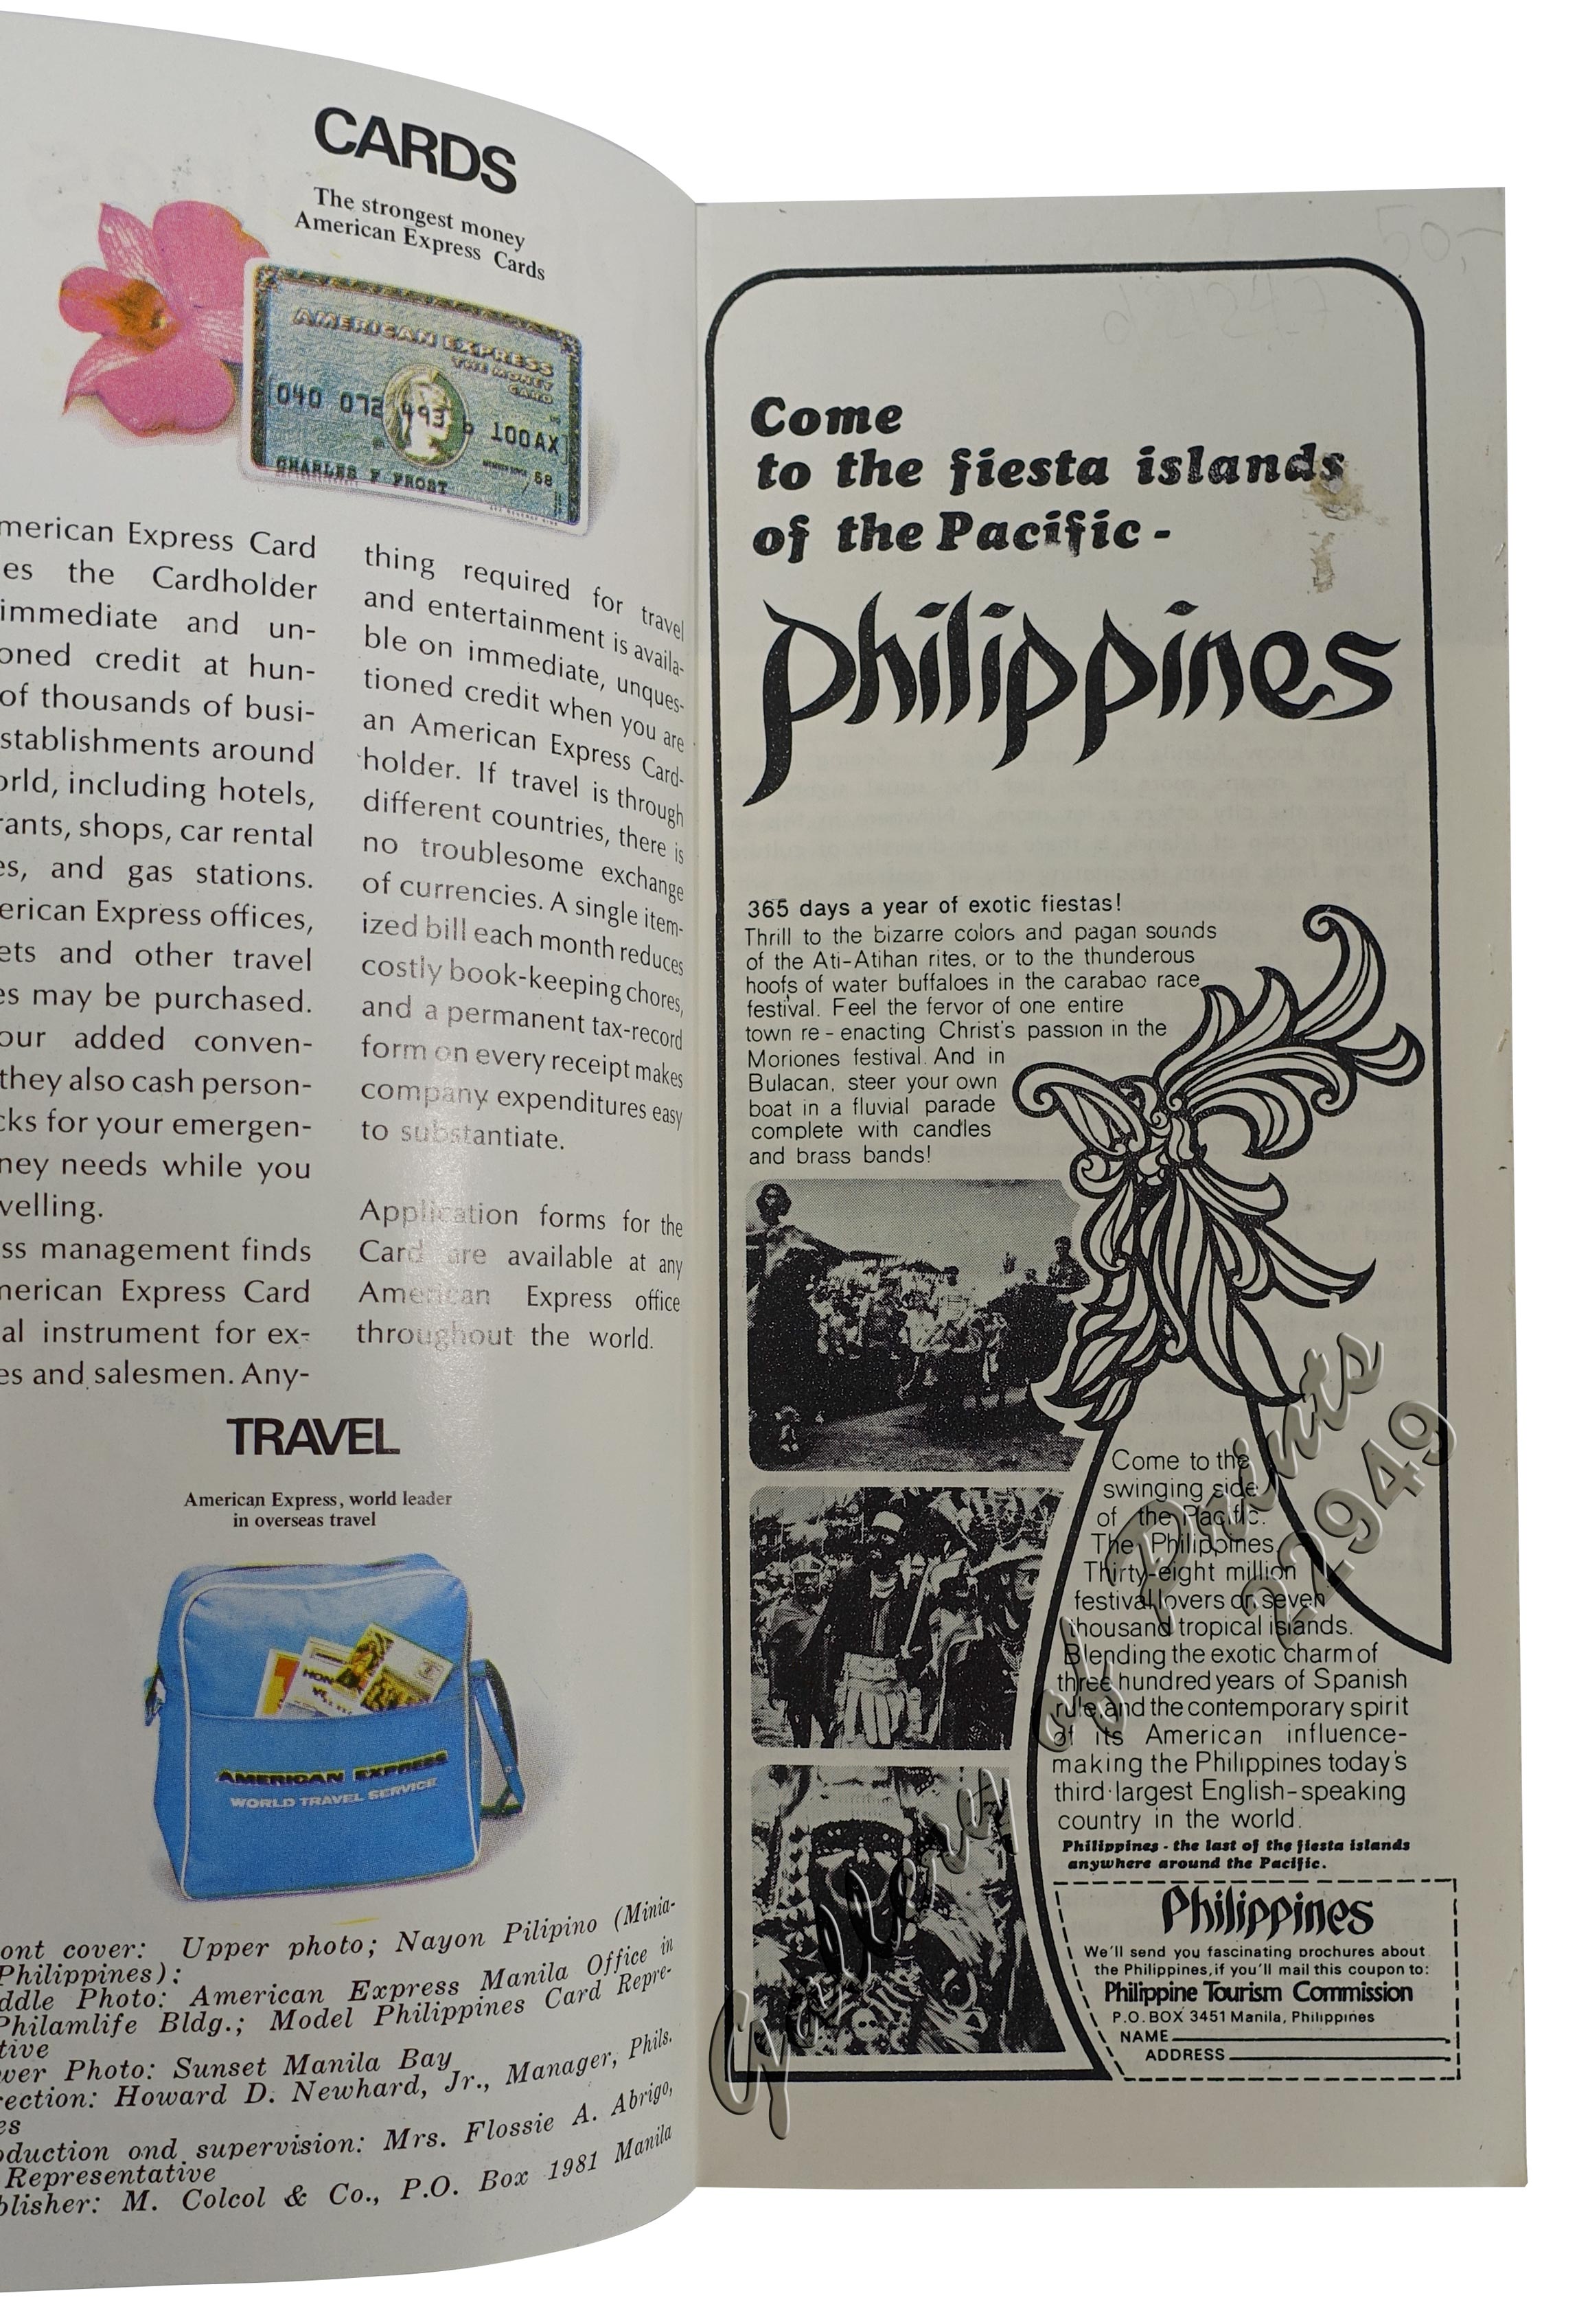 CARDS
The strongest money
American Express Cards
AMERICAN EXPRESS
THE MONEY
CARD
040 072 493 6 100AX
68
CHARLES F FROST
merican Express Card
es the Cardholder
immediate and un-
oned credit at hun-
of thousands of busi-
stablishments around
orld, including hotels,
rants, shops, car rental
es, and gas stations.
erican Express offices,
ets and other travel
es may be purchased.
our added conven-
they also cash person-
cks for your emergen-
ney needs while you
velling.
ss management finds
merican Express Card
al instrument for ex-
es and salesmen. Any-
thing required for travel
and entertainment is availa-
ble on immediate, unques-
tioned credit when you are
an American Express Card-
holder. If travel is through
different countries, there is
no troublesome exchange
of currencies. A single item-
ized bill each month reduces
costly book-keeping chores,
and a permanent tax-record
form on every receipt makes
company expenditures easy
to substantiate.
Application forms for the
Card are available at any
American Express office
throughout the world.
TRAVEL
American Express, world leader
in overseas travel
AMERICAN EXPRESS
WORLD TRAVEL SERVICE
ont cover: Upper photo; Nayon Pilipino (Minia-
Philippines);
ddle Photo: American Express Manila Office in
Philamlife Bldg.; Model Philippines Card Repre-
tive
wer Photo: Sunset Manila Bay
rection: Howard D. Newhard, Jr., Manager, Phils.
es
oduction ond supervision: Mrs. Flossie A. Abrigo,
Representative
blisher: M. Colcol & Co., P.O. Box 1981 Manila
50,-
Come
to the fiesta islands
of the Pacific -
philippines
365 days a year of exotic fiestas!
Thrill to the bizarre colors and pagan sounds
of the Ati-Atihan rites, or to the thunderous
hoofs of water buffaloes in the carabao race
festival. Feel the fervor of one entire
town re-enacting Christ's passion in the
Moriones festival. And in
Bulacan, steer your own
boat in a fluvial parade
complete with candles
and brass bands!
Come to the
swinging side
of the Pacific.
The Philippines.
Thirty-eight million
festival lovers on seven
thousand tropical islands.
Blending the exotic charm of
three hundred years of Spanish
rule and the contemporary spirit
of its American influence-
making the Philippines today's
third largest English-speaking
country in the world.
Philippines - the last of the fiesta islands
anywhere around the Pacific.
Philippines
We'll send you fascinating brochures about
the Philippines, if you'll mail this coupon to:
Philippine Tourism Commission
P.O. BOX 3451 Manila, Philippines
NAME
ADDRESS
Geology of Prints
22949